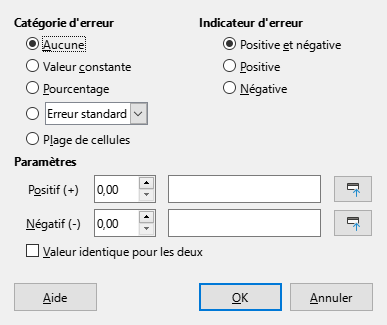 Catégorie d'erreur
Aucune
Valeur constante
Pourcentage
Erreur standard
Plage de cellules
Indicateur d'erreur
Positive et négative
Positive
Négative
Paramètres
Positif (+) 0,00
Négatif (-) 0,00
Valeur identique pour les deux
Aide OK Annuler